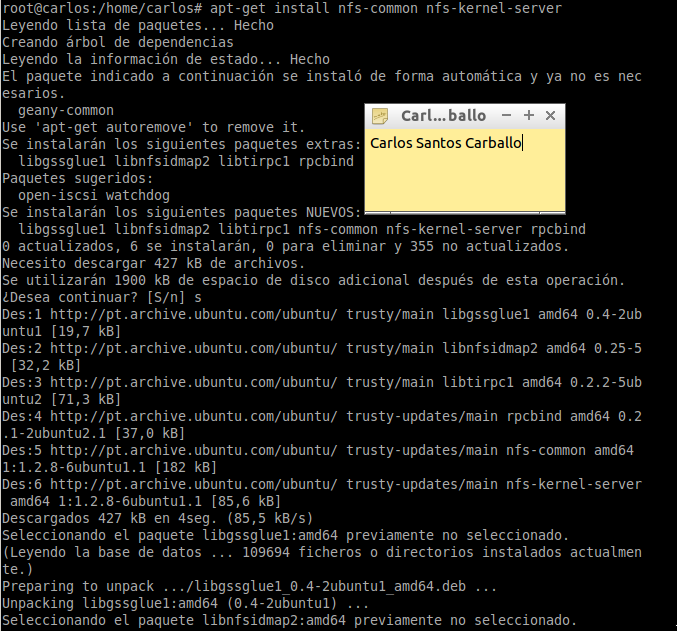 root@carlos:/home/carlos# apt-get install nfs-common nfs-kernel-server
Leyendo lista de paquetes... Hecho
Creando árbol de dependencias
Leyendo la información de estado... Hecho
El paquete indicado a continuación se instaló de forma automática y ya no es nec
esarios.
  geany-common
Use 'apt-get autoremove' to remove it.
Se instalarán los siguientes paquetes extras:
  libgssglue1 libnfsidmap2 libtirpc1 rpcbind
Paquetes sugeridos:
  open-iscsi watchdog
Se instalarán los siguientes paquetes NUEVOS:
  libgssglue1 libnfsidmap2 libtirpc1 nfs-common nfs-kernel-server rpcbind
0 actualizados, 6 se instalarán, 0 para eliminar y 355 no actualizados.
Necesito descargar 427 kB de archivos.
Se utilizarán 1900 kB de espacio de disco adicional después de esta operación.
¿Desea continuar? [S/n] s
Des:1 http://pt.archive.ubuntu.com/ubuntu/ trusty/main libgssglue1 amd64 0.4-2ub
untu1 [19,7 kB]
Des:2 http://pt.archive.ubuntu.com/ubuntu/ trusty/main libnfsidmap2 amd64 0.25-5
 [32,2 kB]
Des:3 http://pt.archive.ubuntu.com/ubuntu/ trusty/main libtirpc1 amd64 0.2.2-5ub
untu2 [71,3 kB]
Des:4 http://pt.archive.ubuntu.com/ubuntu/ trusty-updates/main rpcbind amd64 0.2
.1-2ubuntu2.1 [37,0 kB]
Des:5 http://pt.archive.ubuntu.com/ubuntu/ trusty-updates/main nfs-common amd64
1:1.2.8-6ubuntu1.1 [182 kB]
Des:6 http://pt.archive.ubuntu.com/ubuntu/ trusty-updates/main nfs-kernel-server
 amd64 1:1.2.8-6ubuntu1.1 [85,6 kB]
Descargados 427 kB en 4seg. (85,5 kB/s)
Seleccionando el paquete libgssglue1:amd64 previamente no seleccionado.
(Leyendo la base de datos ... 109694 ficheros o directorios instalados actualmen
te.)
Preparing to unpack .../libgssglue1_0.4-2ubuntu1_amd64.deb ...
Unpacking libgssglue1:amd64 (0.4-2ubuntu1) ...
Seleccionando el paquete libnfsidmap2:amd64 previamente no seleccionado.
Carl...ballo
Carlos Santos Carballo